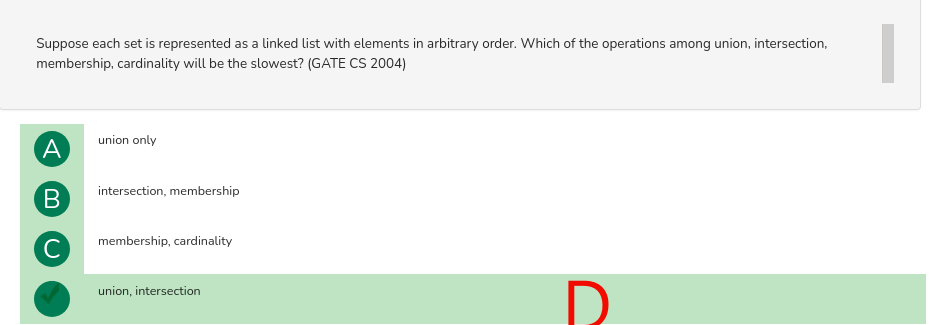 Suppose each set is represented as a linked list with elements in arbitrary order. Which of the operations among union, intersection,
membership, cardinality will be the slowest? (GATE CS 2004)
A union only
B intersection, membership
C membership, cardinality
union, intersection D